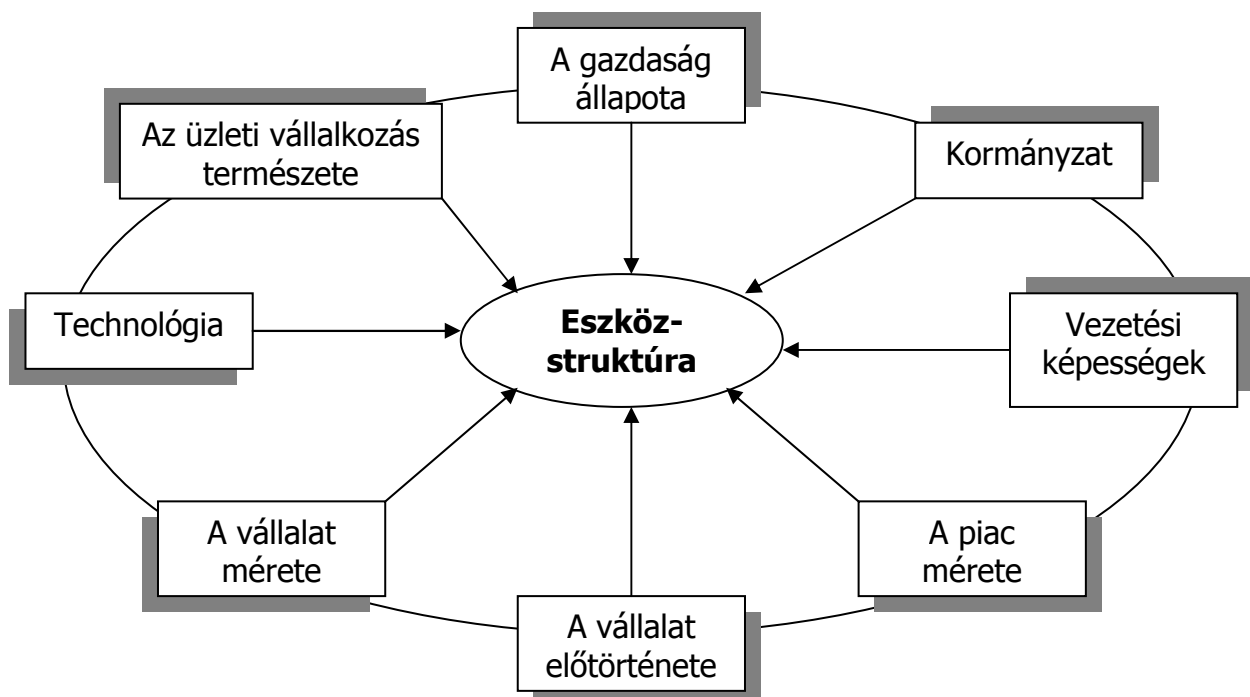 A gazdaság
állapota
Az üzleti vállalkozás
természete
Kormányzat
Technológia
Eszköz-
struktúra
Vezetési
képességek
A vállalat
mérete
A piac
mérete
A vállalat
előtörténete